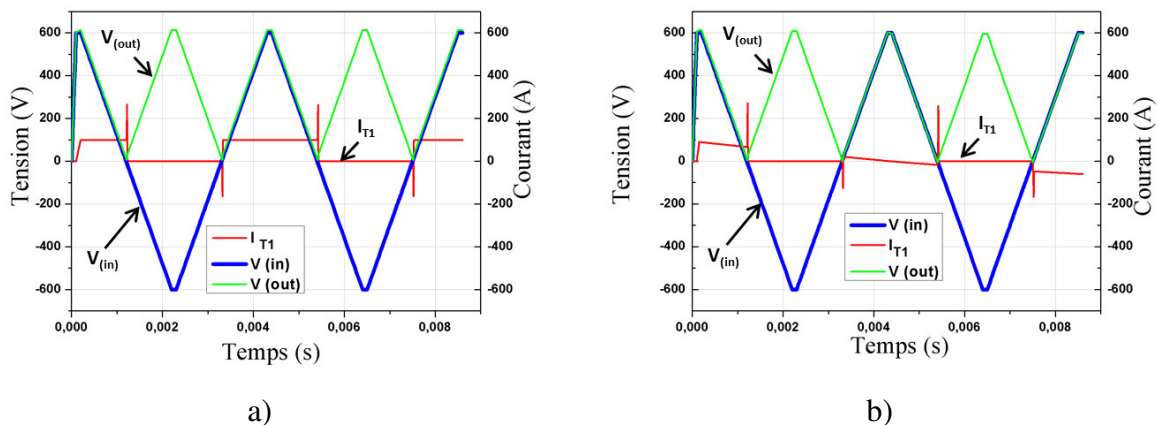 Tension (V)
600
400
200
0
-200
-400
-600
V(out)
IT1
V(in)
I T1
V (in)
V (out)
600
400
200
0
200
400
600
Courant (A)
0,000
0,002
0,004
0,006
0,008
Temps (s)
a)
Tension (V)
600
400
200
0
-200
-400
-600
V(out)
IT1
V(in)
V (in)
IT1
V (out)
600
400
200
0
200
400
600
Courant (A)
0,000
0,002
0,004
0,006
0,008
Temps (s)
b)